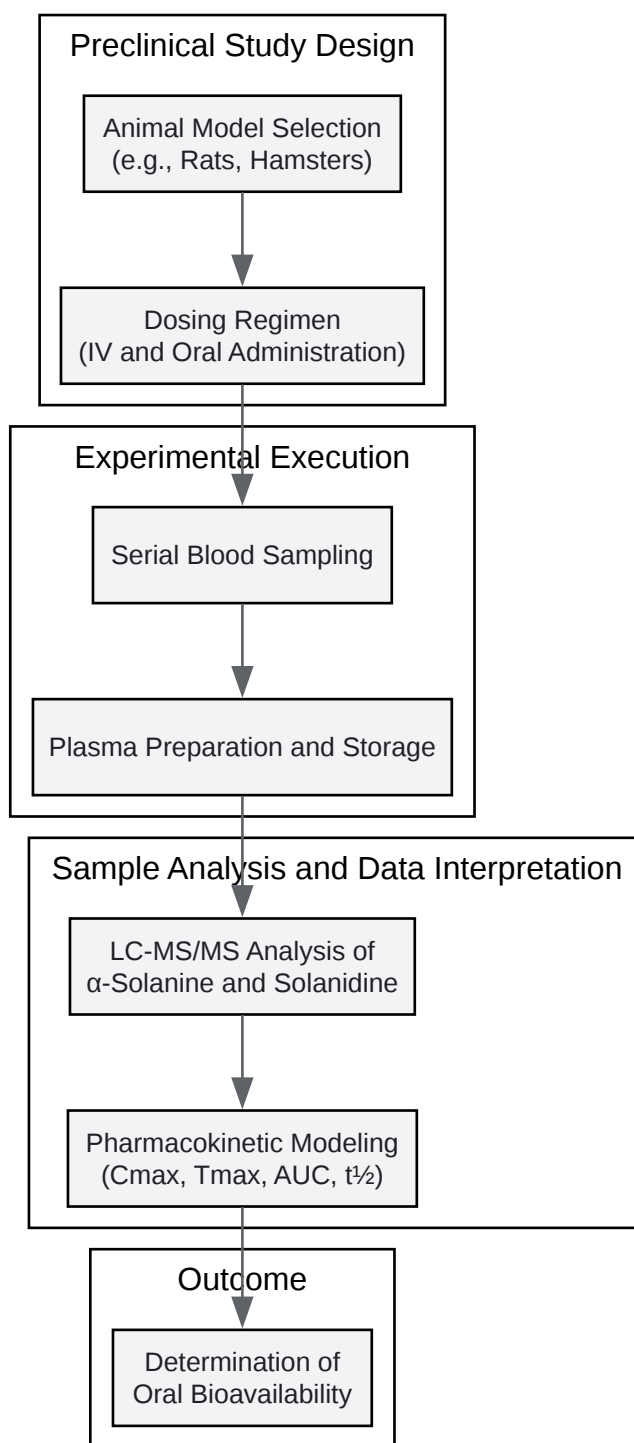 Preclinical Study Design
Animal Model Selection
(e.g., Rats, Hamsters)
Dosing Regimen
(IV and Oral Administration)
Experimental Execution
Serial Blood Sampling
Plasma Preparation and Storage
Sample Analysis and Data Interpretation
LC-MS/MS Analysis of
α-Solanine and Solanidine
Pharmacokinetic Modeling
(Cmax, Tmax, AUC, t½)
Outcome
Determination of
Oral Bioavailability